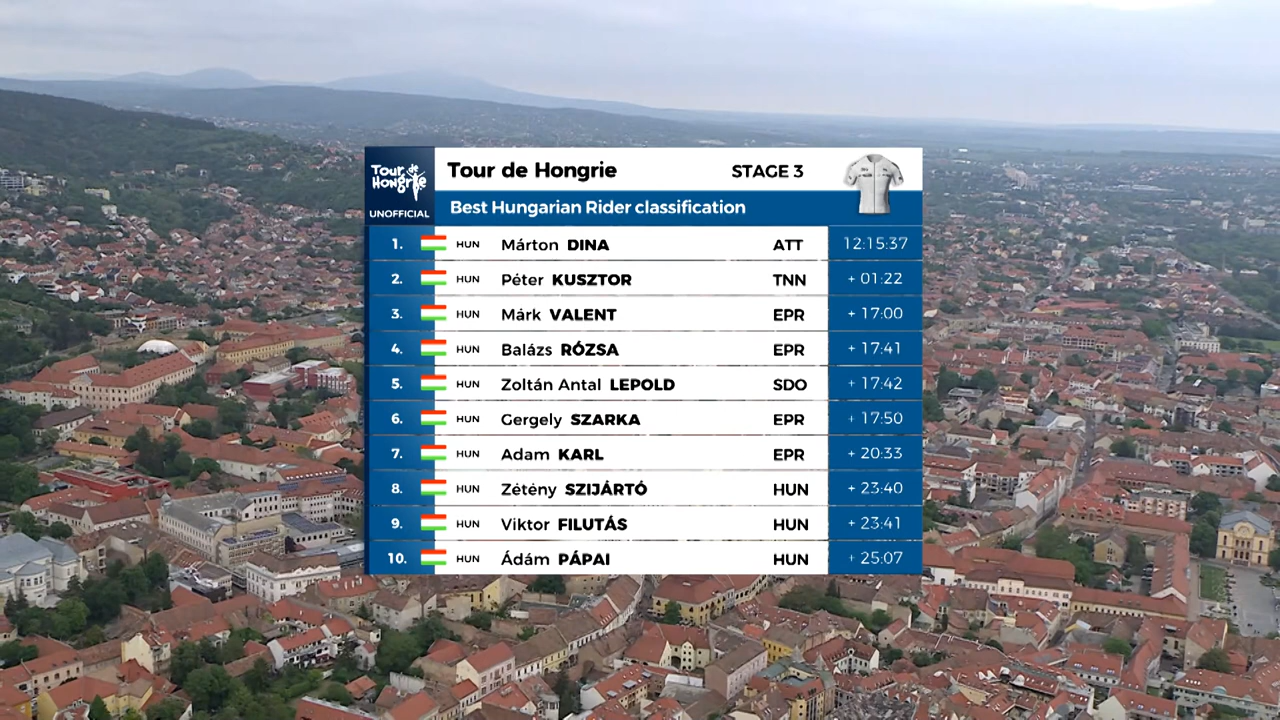 Tour de Hongrie
UNOFFICIAL
Tour de Hongrie STAGE 3
Best Hungarian Rider classification
1. HUN Márton DINA ATT 12:15:37
2. HUN Péter KUSZTOR TNN + 01:22
3. HUN Márk VALENT EPR + 17:00
4. HUN Balázs RÓZSA EPR + 17:41
5. HUN Zoltán Antal LEPOLD SDO + 17:42
6. HUN Gergely SZARKA EPR + 17:50
7. HUN Adam KARL EPR + 20:33
8. HUN Zétény SZIJÁRTÓ HUN + 23:40
9. HUN Viktor FILUTÁS HUN + 23:41
10. HUN Ádám PÁPAI HUN + 25:07